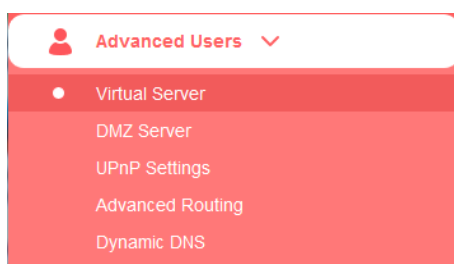 Advanced Users
Virtual Server
DMZ Server
UPnP Settings
Advanced Routing
Dynamic DNS